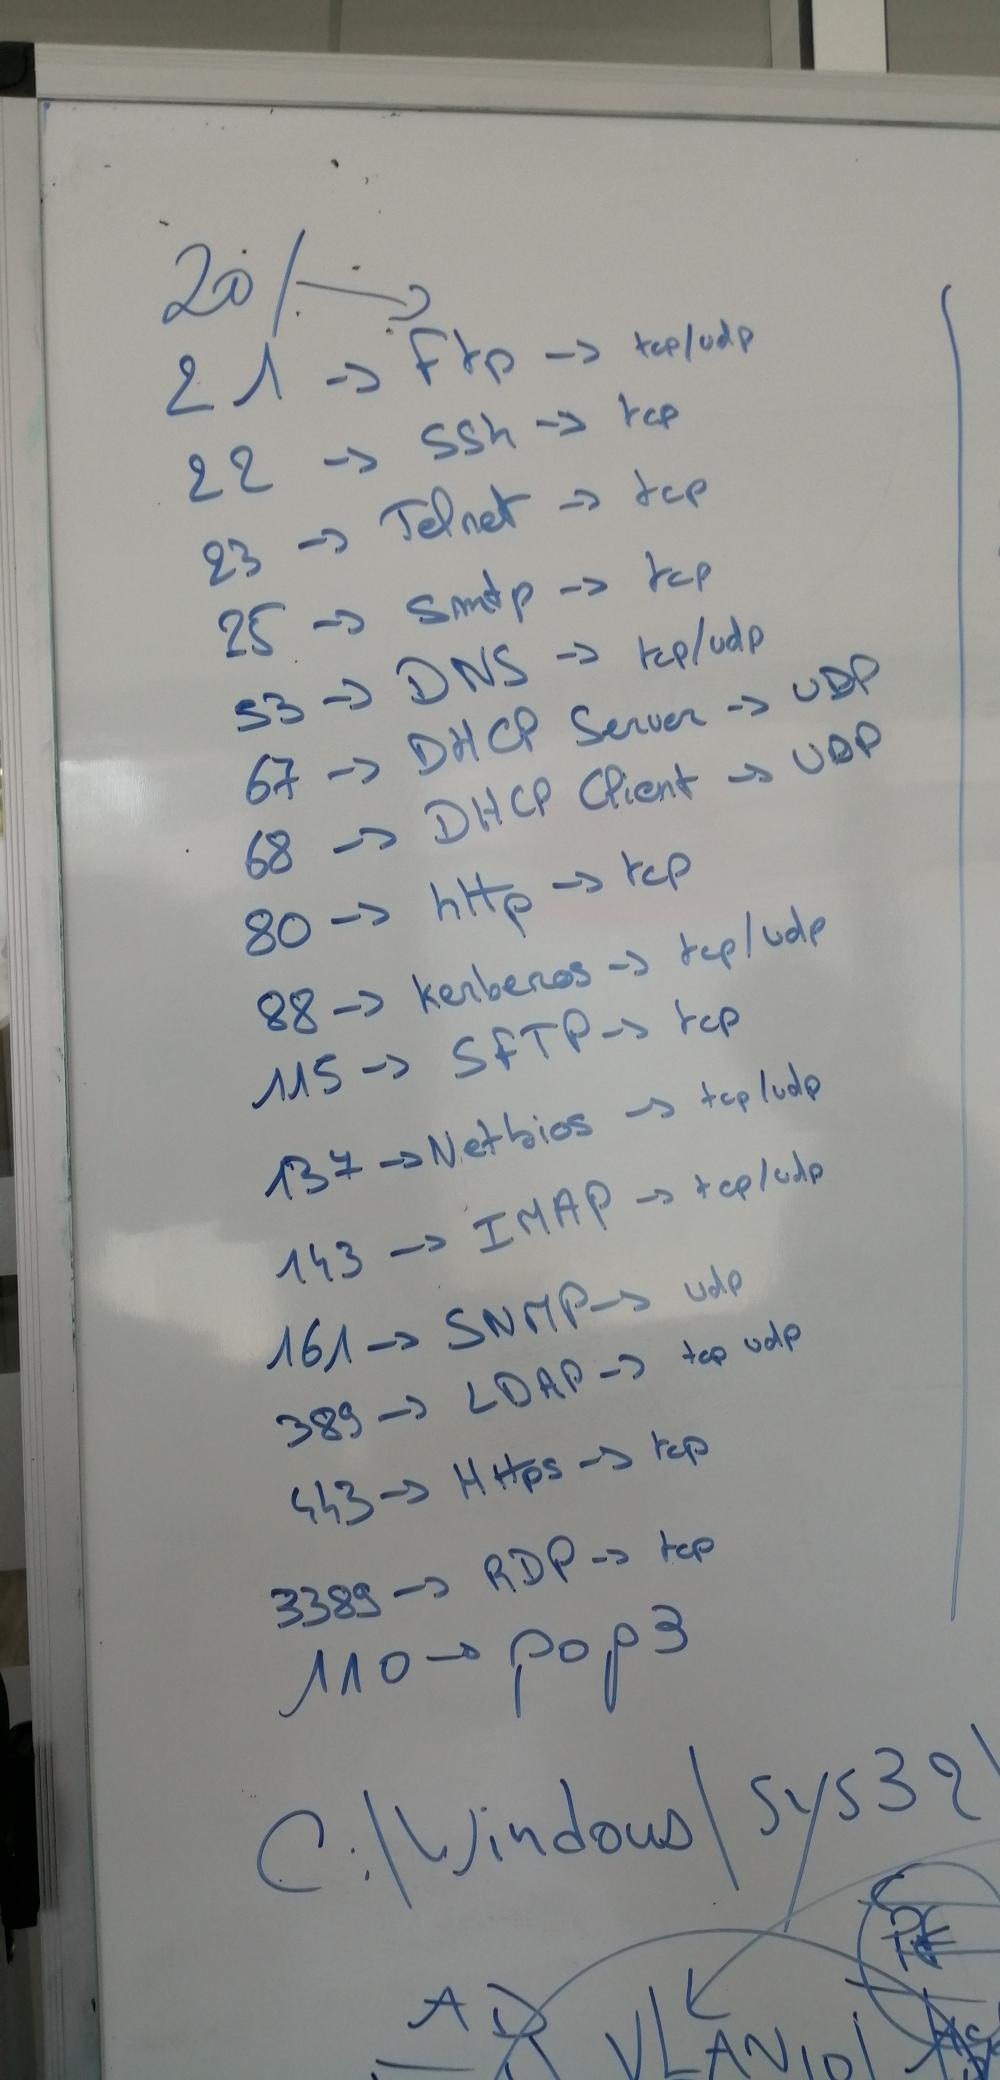 20/ →
21 → Ftp → tcp/udp
22 → SSh → tcp
23 → Telnet → tcp
25 → Smtp → tcp
53 → DNS → tcp/udp
67 → DHCP Server → UDP
68 → DHCP Client → UDP
80 → http → tcp
88 → kerberos → tcp/udp
115 → SFTP → tcp
137 → Netbios → tcp/udp
143 → IMAP → tcp/udp
161 → SNMP → udp
389 → LDAP → tcp udp
443 → Https → tcp
3389 → RDP → tcp
110 → pop3
C:\Windows\Sys32\
AD VLAN101